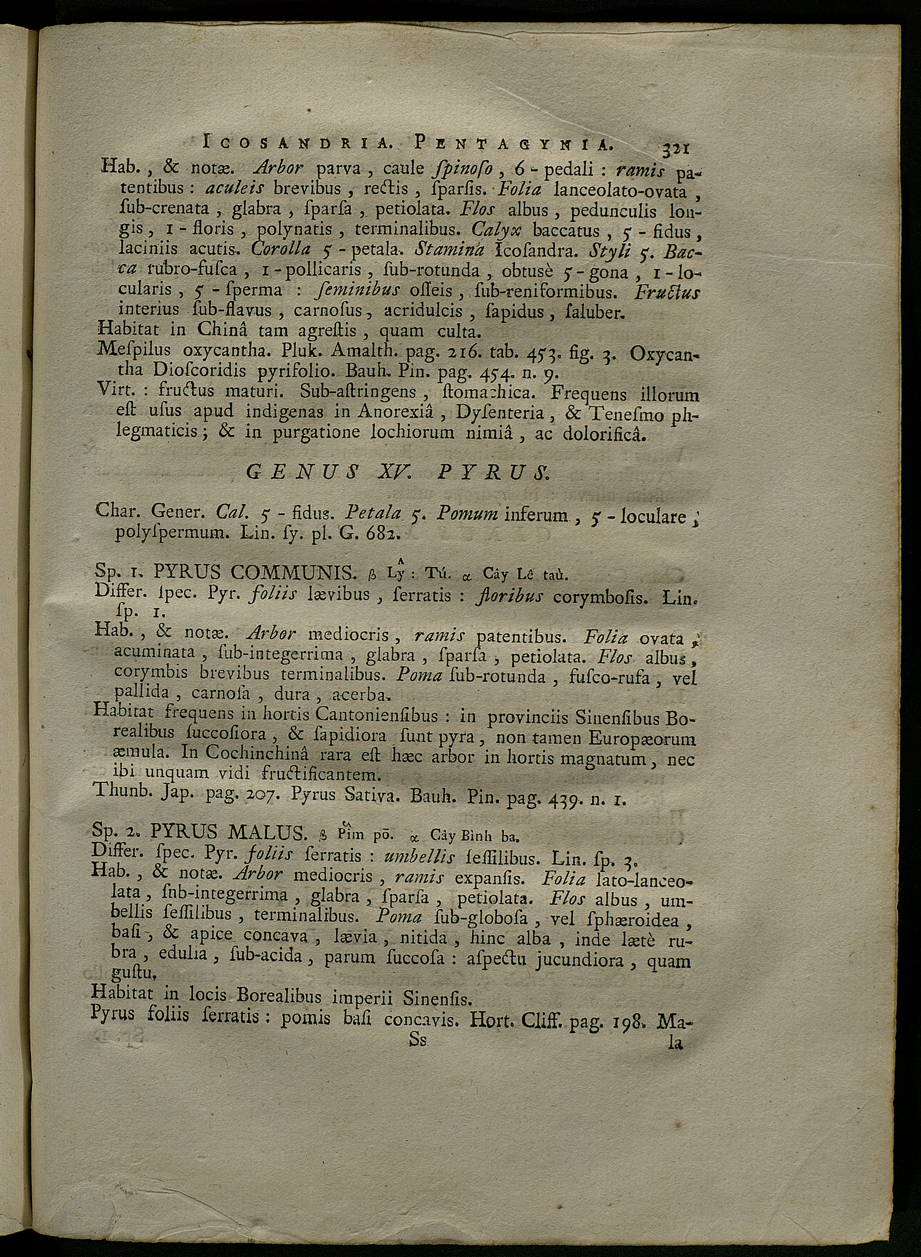 ICOSANDRIA. PENTAGYNIA. 321
Hab., & notæ. Arbor parva, caule ſpinoſo, 6-pedali: ramis pa-
tentibus: aculeis brevibus, rectis, ſparſis. Folia lanceolato-ovata,
ſub-crenata, glabra, ſparſa, petiolata. Flos albus, pedunculis lon-
gis, 1-floris, polynatis, terminalibus. Calyx baccatus, 5-fidus,
laciniis acutis. Corolla 5-petala. Stamina Icoſandra. Styli 5. Bac-
ca rubro-fuſca, 1-pollicaris, ſub-rotunda, obtusè 5-gona, 1-lo-
cularis, 5-ſperma: ſeminibus oſſeis, ſub-reniformibus. Fructus
interius ſub-flavus, carnoſus, acridulcis, ſapidus, ſaluber.
Habitat in Chinâ tam agreſtis, quam culta.
Meſpilus oxycantha. Pluk. Amalth. pag. 216. tab. 453. fig. 3. Oxycan-
tha Dioſcoridis pyrifolio. Bauh. Pin. pag. 454. n. 9.
Virt.: fructus maturi. Sub-aſtringens, ſtomachica. Frequens illorum
eſt uſus apud indigenas in Anorexiâ, Dyſenteria, & Teneſmo ph-
legmaticis; & in purgatione lochiorum nimiâ, ac dolorificâ.
GENUS XV. PYRUS.
Char. Gener. Cal. 5-fidus. Petala 5. Pomum inferum, 5-loculare;
polyſpermum. Lin. ſy. pl. G. 682.
Sp. 1. PYRUS COMMUNIS. β Lŷ: Tú. α Cây Lê taù.
Differ. ſpec. Pyr. foliis lævibus, ſerratis: floribus corymboſis. Lin.
ſp. 1.
Hab., & notæ. Arbor mediocris, ramis patentibus. Folia ovata,
acuminata, ſub-integerrima, glabra, ſparſa, petiolata. Flos albus,
corymbis brevibus terminalibus. Poma ſub-rotunda, fuſco-rufa, vel
pallida, carnoſa, dura, acerba.
Habitat frequens in hortis Cantonienſibus: in provinciis Sinenſibus Bo-
realibus ſuccoſiora, & ſapidiora ſunt pyra, non tamen Europæorum
æmula. In Cochinchinâ rara eſt hæc arbor in hortis magnatum, nec
ibi unquam vidi fructificantem.
Thunb. Jap. pag. 207. Pyrus Sativa. Bauh. Pin. pag. 439. n. 1.
Sp. 2. PYRUS MALUS. β Pîm pō. α Cây Bình ba.
Differ. ſpec. Pyr. foliis ſerratis: umbellis ſeſſilibus. Lin. ſp. 3.
Hab., & notæ. Arbor mediocris, ramis expanſis. Folia lato-lanceo-
lata, ſnb-integerrima, glabra, ſparſa, petiolata. Flos albus, um-
bellis ſeſſilibus, terminalibus. Poma ſub-globoſa, vel ſphæroidea,
baſi, & apice concava, lævia, nitida, hinc alba, inde lætè ru-
bra, edulia, ſub-acida, parum ſuccoſa: aſpectu jucundiora, quam
guſtu.
Habitat in locis Borealibus imperii Sinenſis.
Pyrus foliis ſerratis: pomis baſi concavis. Hort. Cliff. pag. 198. Ma-
Ss la